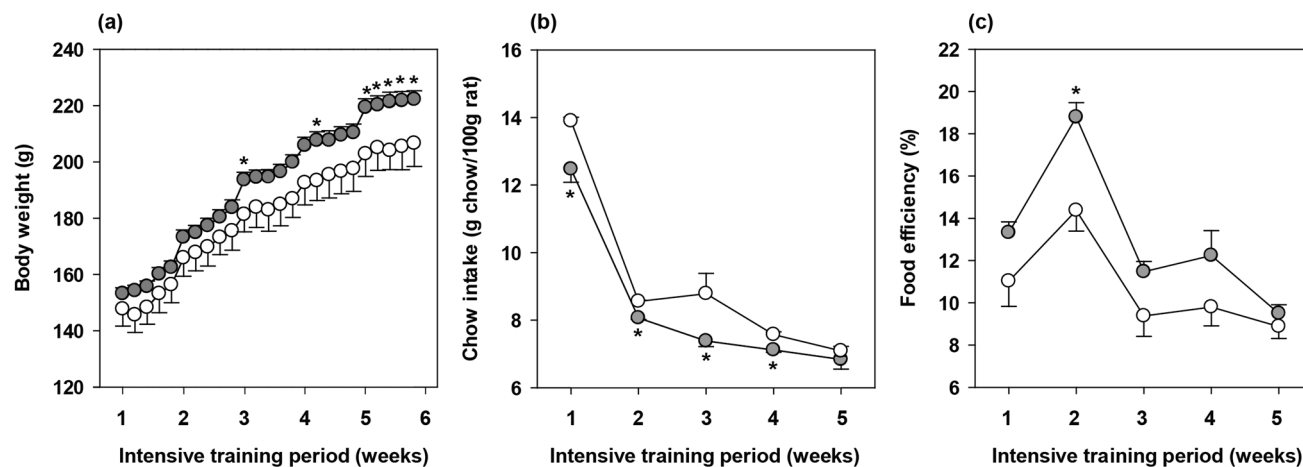 (a)
240
220
200
180
160
140
120
Body weight (g)
* * * * * * *
1 2 3 4 5 6
Intensive training period (weeks)
(b)
16
14
12
10
8
6
Chow intake (g chow/100g rat)
* * * *
1 2 3 4 5
Intensive training period (weeks)
(c)
22
20
18
16
14
12
10
8
6
Food efficiency (%)
*
1 2 3 4 5
Intensive training period (weeks)